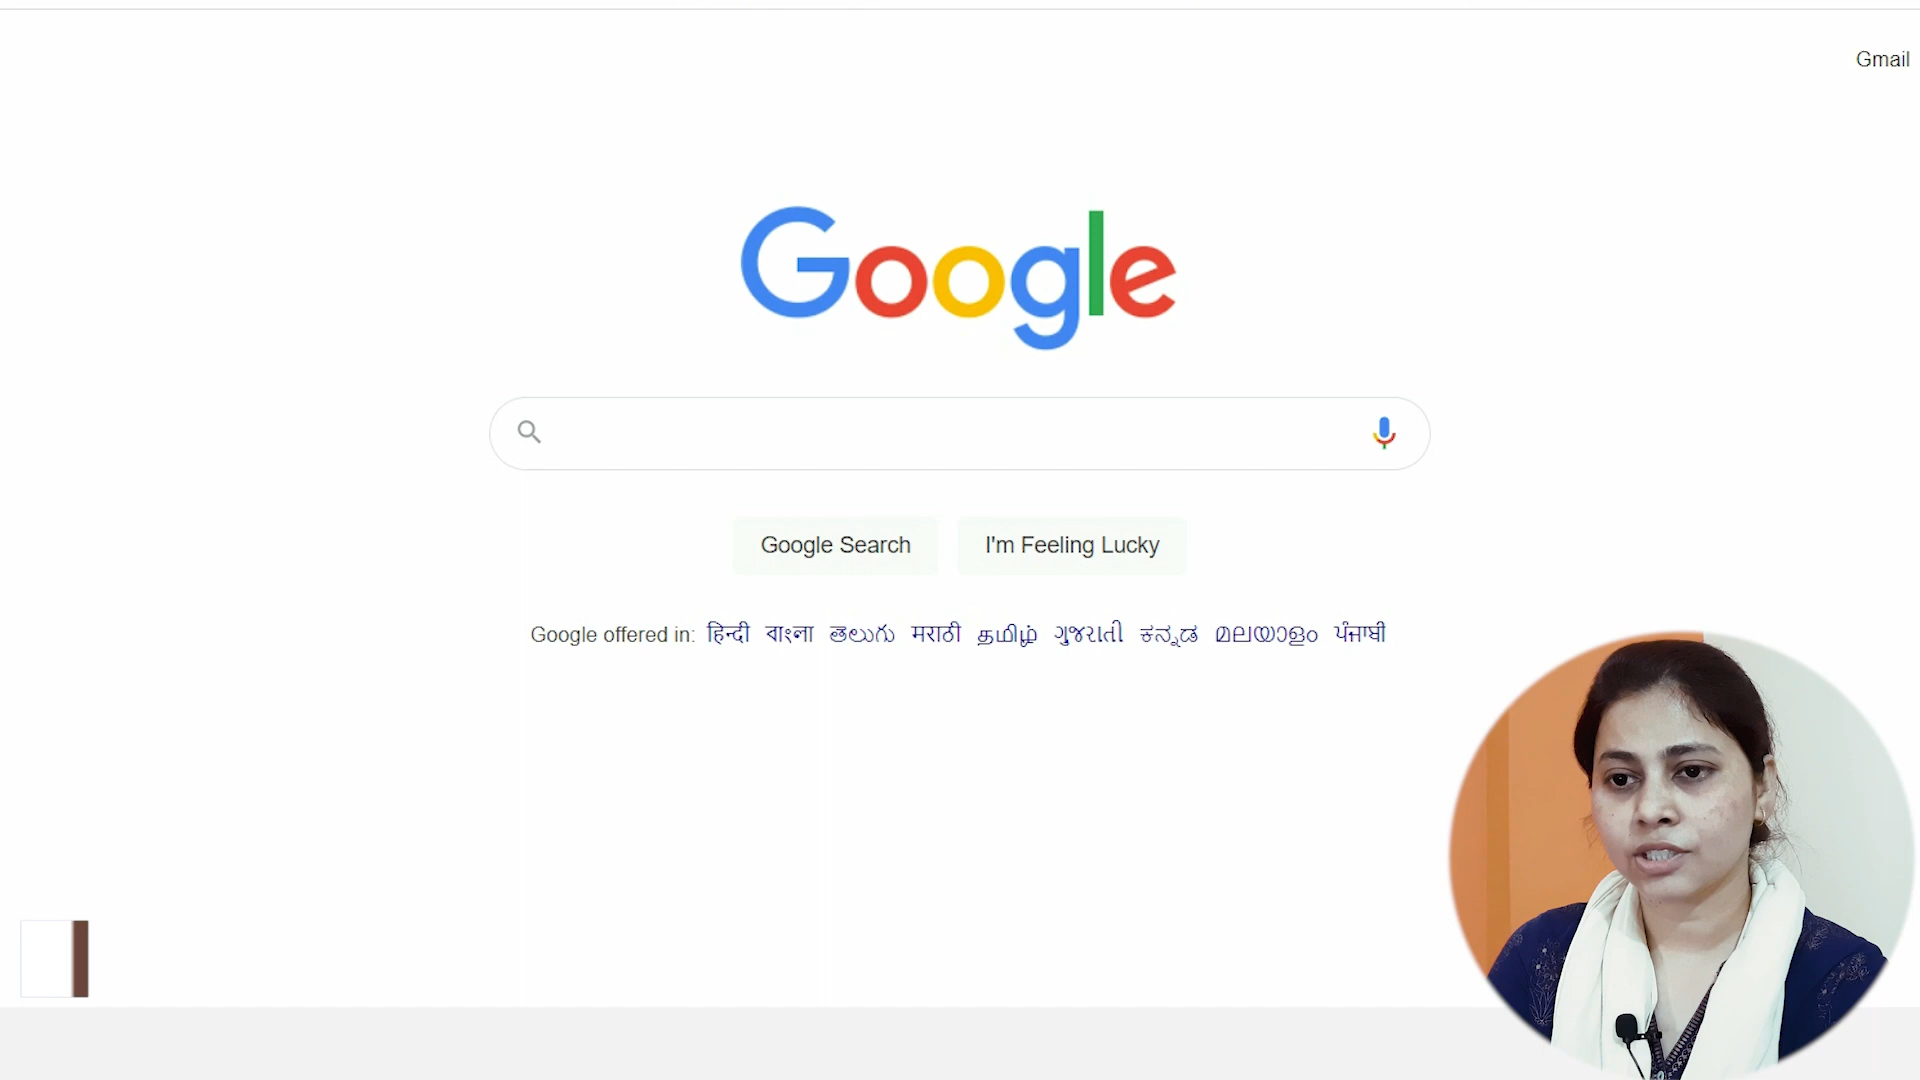 Gmail
Google
Google Search
I'm Feeling Lucky
Google offered in: हिन्दी বাংলা తెలుగు मराठी தமிழ் ગુજરાતી ಕನ್ನಡ മലയാളം ਪੰਜਾਬੀ